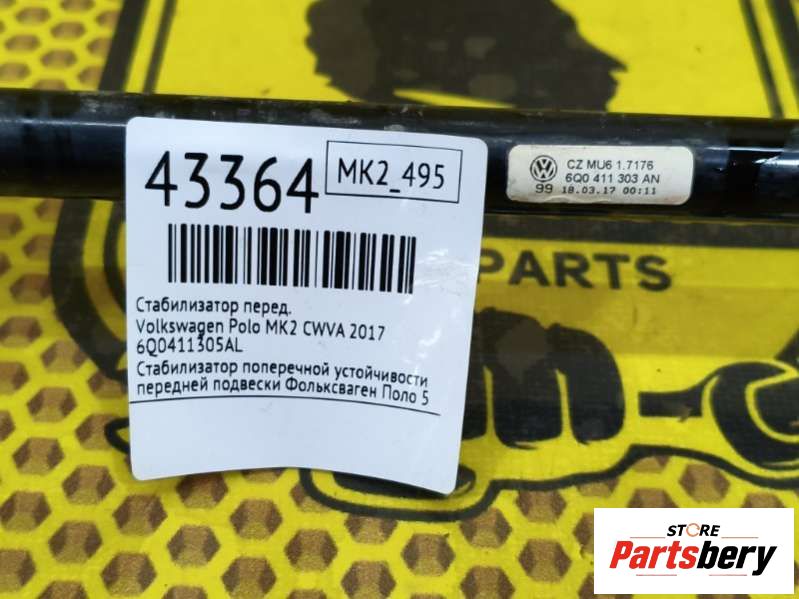 43364
MK2_495
Стабилизатор перед.
Volkswagen Polo MK2 CWVA 2017
6Q0411305AL
Стабилизатор поперечной устойчивости
передней подвески Фольксваген Поло 5
CZ MU6 1.7176
6Q0 411 303 AN
99 18.03.17 00:11
PARTS
STORE
Partsbery